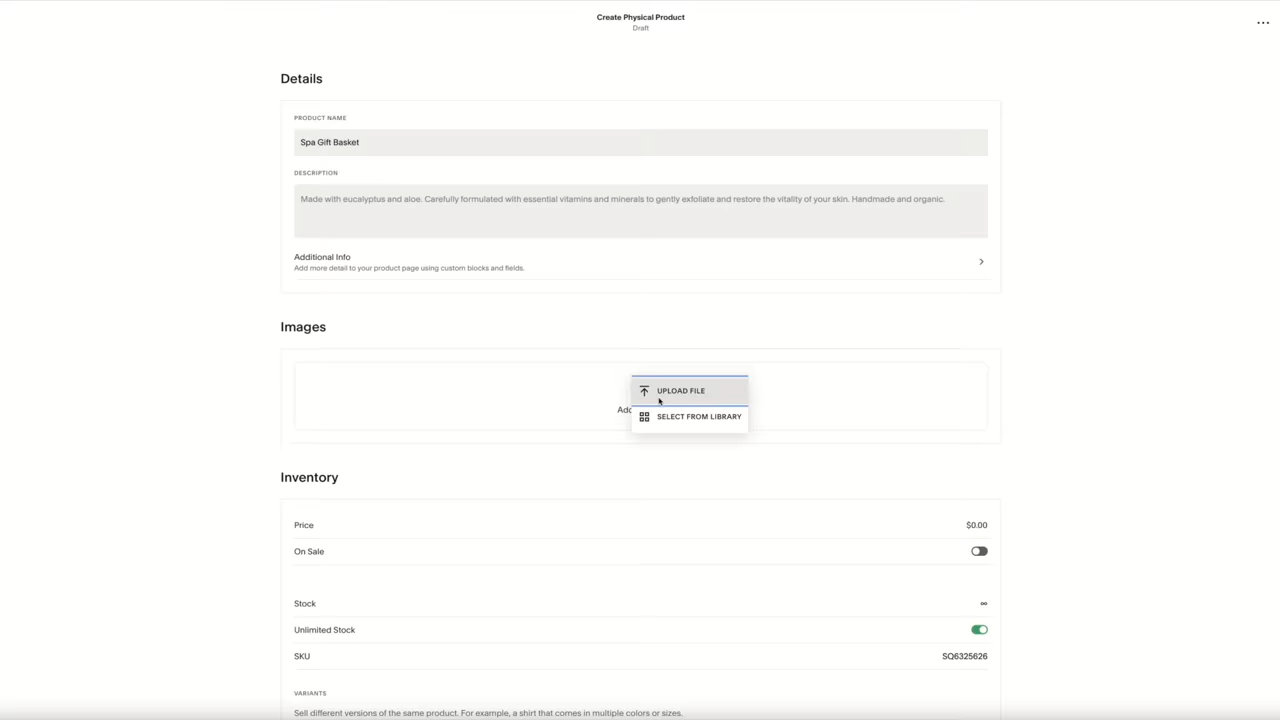 Create Physical Product
Draft
Details
PRODUCT NAME
Spa Gift Basket
DESCRIPTION
Made with eucalyptus and aloe. Carefully formulated with essential vitamins and minerals to gently exfoliate and restore the vitality of your skin. Handmade and organic.
Additional Info
Add more detail to your product page using custom blocks and fields.
Images
UPLOAD FILE
SELECT FROM LIBRARY
Inventory
Price $0.00
On Sale
Stock ∞
Unlimited Stock
SKU SQ6325626
VARIANTS
Sell different versions of the same product. For example, a shirt that comes in multiple colors or sizes.